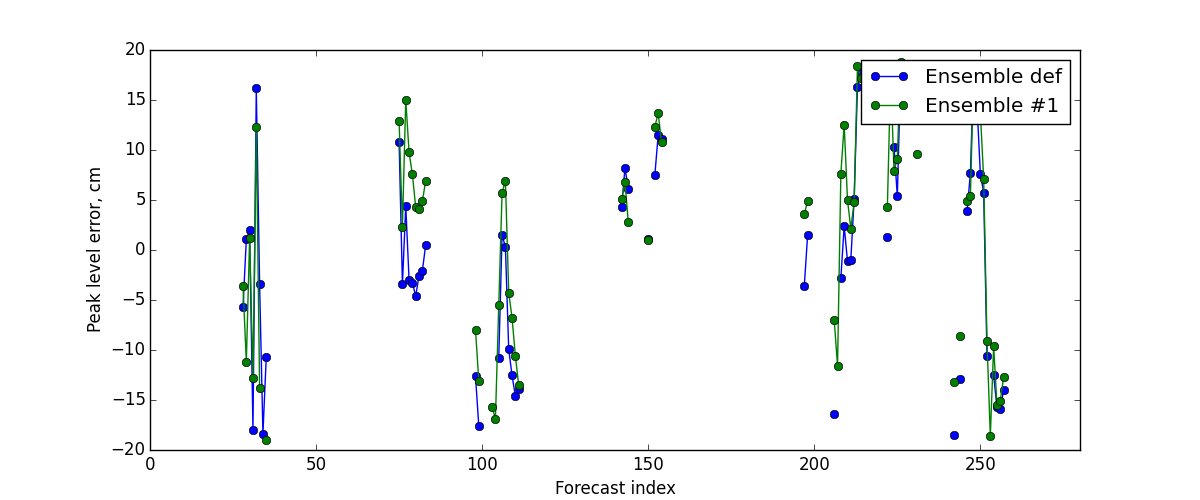 20
15
10
5
0
−5
−10
−15
−20
Peak level error, cm
0 50 100 150 200 250
Forecast index
Ensemble def
Ensemble #1